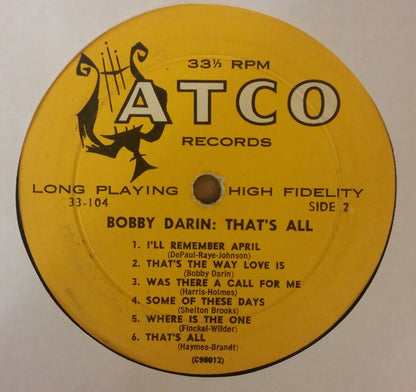 33⅓ RPM
ATCO
RECORDS
LONG PLAYING HIGH FIDELITY
33-104 SIDE 2
BOBBY DARIN: THAT'S ALL
1. I'LL REMEMBER APRIL
(DePaul-Raye-Johnson)
2. THAT'S THE WAY LOVE IS
(Bobby Darin)
3. WAS THERE A CALL FOR ME
(Harris-Holmes)
4. SOME OF THESE DAYS
(Shelton Brooks)
5. WHERE IS THE ONE
(Finckel-Wilder)
6. THAT'S ALL
(Haymes-Brandt)